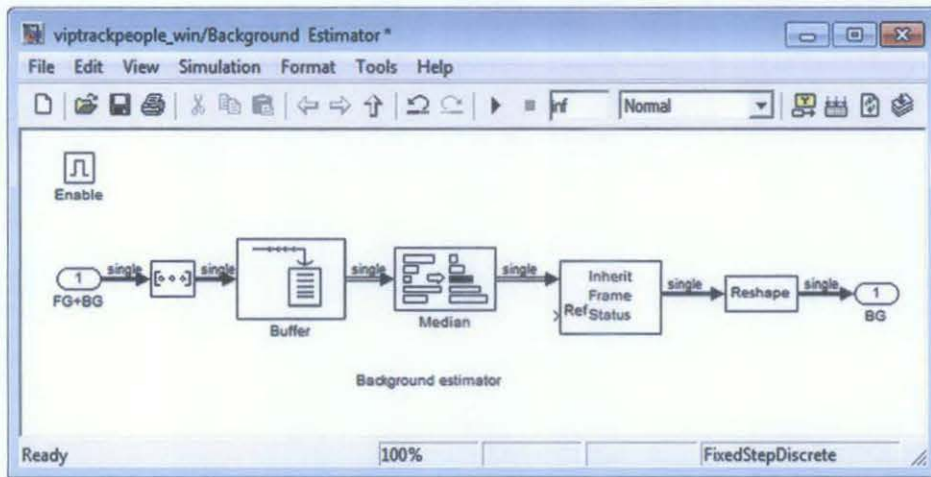 viptrackpeople_win/Background Estimator *
File Edit View Simulation Format Tools Help
inf Normal
Enable
single single single single single single
1 Inherit Frame Status Reshape 1
FG+BG Ref BG
Buffer Median
Background estimator
Ready 100% FixedStepDiscrete